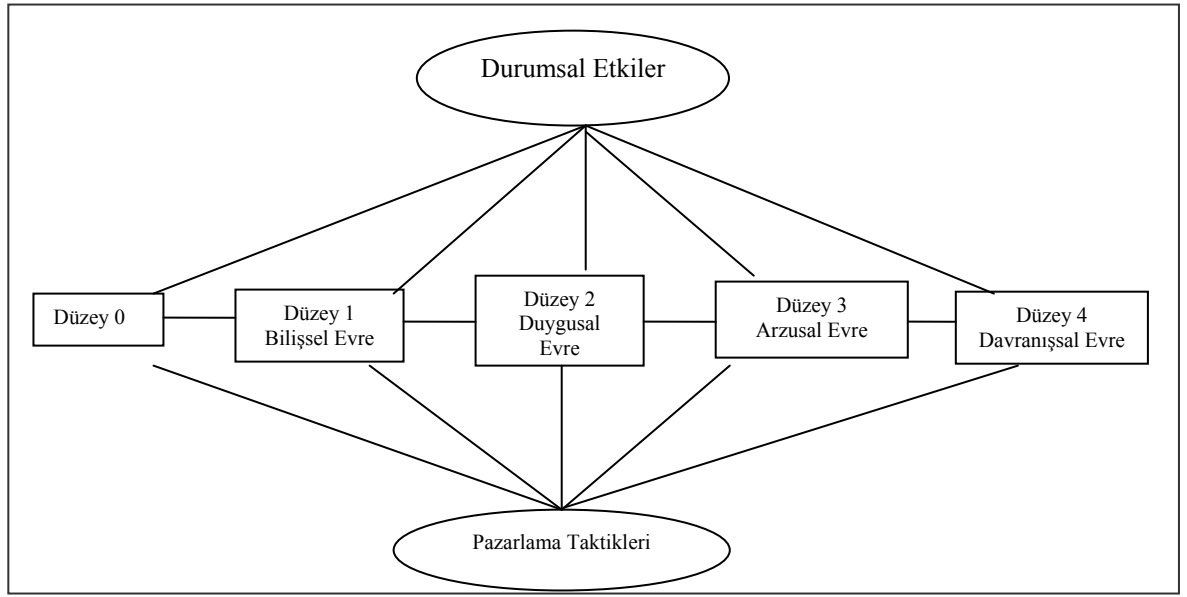 Durumsal Etkiler
Düzey 0
Düzey 1
Bilişsel Evre
Düzey 2
Duygusal
Evre
Düzey 3
Arzusal Evre
Düzey 4
Davranışsal Evre
Pazarlama Taktikleri